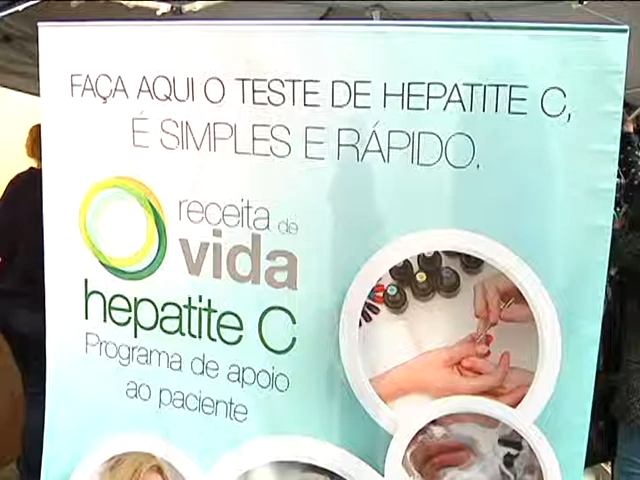 FAÇA AQUI O TESTE DE HEPATITE C,
É SIMPLES E RÁPIDO.
receita de
vida
hepatite C
Programa de apoio
ao paciente